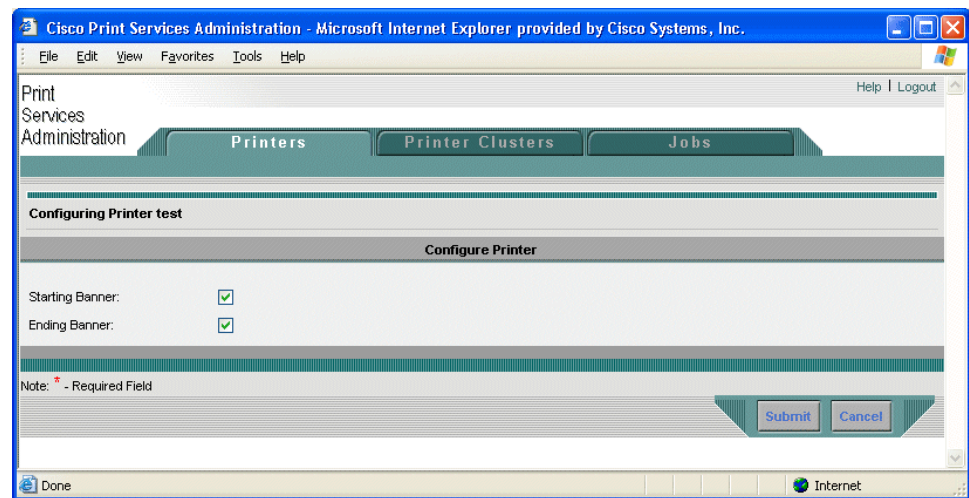 Cisco Print Services Administration - Microsoft Internet Explorer provided by Cisco Systems, Inc.
File Edit View Favorites Tools Help
Help | Logout
Print
Services
Administration
Printers Printer Clusters Jobs
Configuring Printer test
Configure Printer
Starting Banner:
Ending Banner:
Note: * - Required Field
Submit Cancel
Done Internet